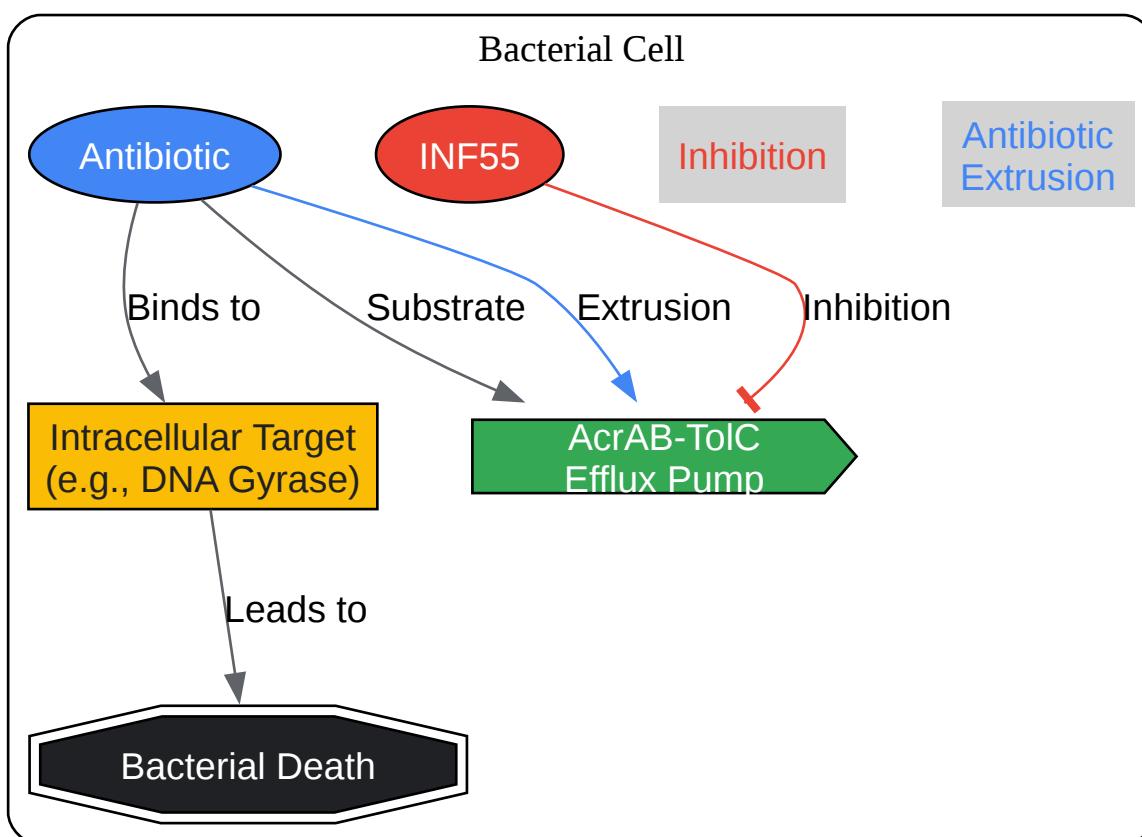 Bacterial Cell
Antibiotic
INF55
Inhibition
Antibiotic
Extrusion
Binds to
Substrate
Extrusion
Inhibition
Intracellular Target
(e.g., DNA Gyrase)
AcrAB-TolC
Efflux Pump
Leads to
Bacterial Death